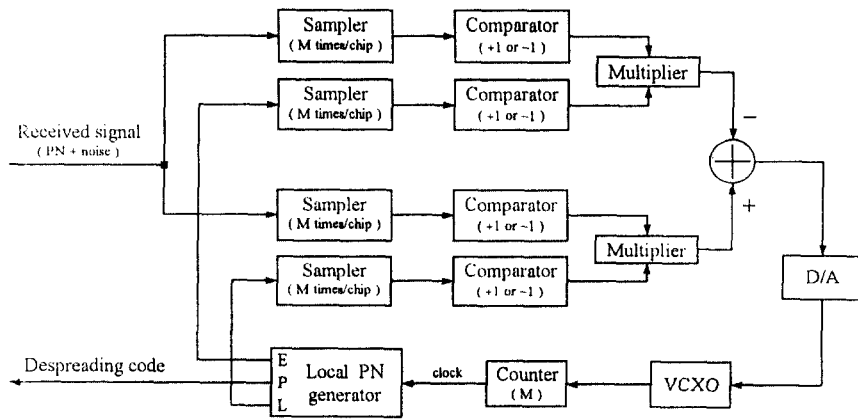 Sampler
( M times/chip )
Comparator
( +1 or -1 )
Multiplier
Sampler
( M times/chip )
Comparator
( +1 or -1 )
Received signal
( PN + noise )
−
+
Sampler
( M times/chip )
Comparator
( +1 or -1 )
Multiplier
Sampler
( M times/chip )
Comparator
( +1 or -1 )
D/A
Despreading code
E
P
L
Local PN
generator
clock
Counter
( M )
VCXO